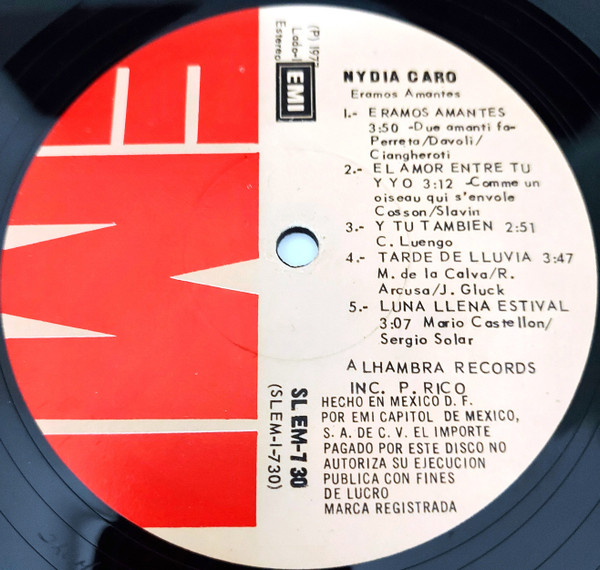 EMI
(P) 197
Lado-I
Estereo
EMI
NYDIA CARO
Eramos Amantes
1.- ERAMOS AMANTES
3:50 -Due amanti fa-
Perreta/Davoli/
Ciangheroti
2.- EL AMOR ENTRE TU
Y YO 3:12 -Comme un
oiseau qui s'envole
Cosson/Slavin
3.- Y TU TAMBIEN 2:51
C. Luengo
4.- TARDE DE LLUVIA 3:47
M. de la Calva/R.
Arcusa/J. Gluck
5.- LUNA LLENA ESTIVAL
3:07 Mario Castellon/
Sergio Solar
ALHAMBRA RECORDS
INC. P. RICO
HECHO EN MEXICO D. F.
POR EMI CAPITOL DE MEXICO,
S. A. DE C. V. EL IMPORTE
PAGADO POR ESTE DISCO NO
AUTORIZA SU EJECUCION
PUBLICA CON FINES
DE LUCRO
MARCA REGISTRADA
SLEM-730
(SLEM-I-730)